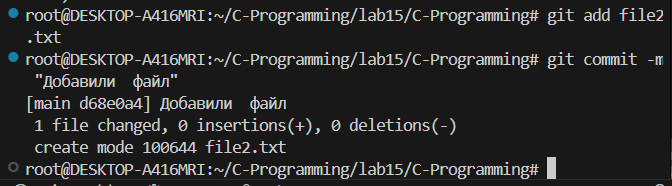 root@DESKTOP-A416MRI:~/C-Programming/lab15/C-Programming# git add file2
.txt
root@DESKTOP-A416MRI:~/C-Programming/lab15/C-Programming# git commit -m
"Добавили файл"
[main d68e0a4] Добавили файл
1 file changed, 0 insertions(+), 0 deletions(-)
create mode 100644 file2.txt
root@DESKTOP-A416MRI:~/C-Programming/lab15/C-Programming#